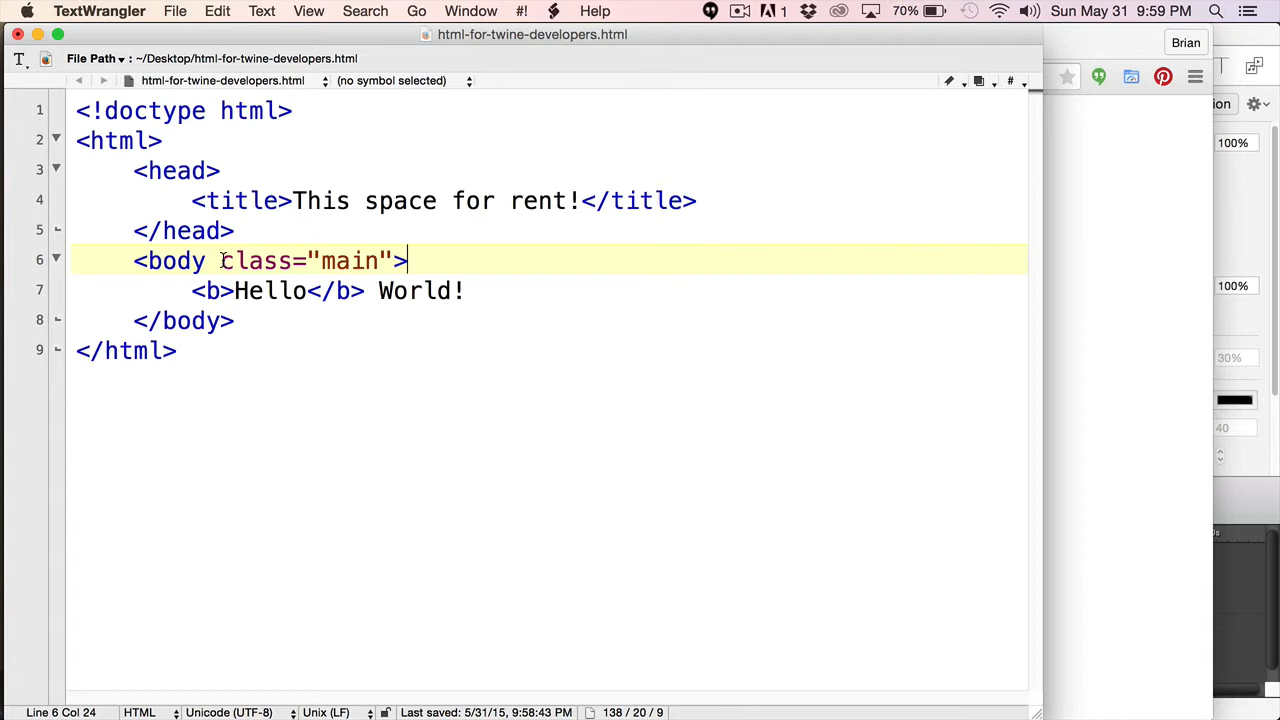 TextWrangler File Edit Text View Search Go Window #! Help 1 70% Sun May 31 9:59 PM
html-for-twine-developers.html
Brian
File Path : ~/Desktop/html-for-twine-developers.html
html-for-twine-developers.html (no symbol selected) #
ion
1 <!doctype html>
2 <html>
100%
3 <head>
4 <title>This space for rent!</title>
5 </head>
6 <body class="main">
7 <b>Hello</b> World!
100%
8 </body>
9 </html>
30%
40
Line 6 Col 24 HTML Unicode (UTF-8) Unix (LF) Last saved: 5/31/15, 9:58:43 PM 138 / 20 / 9